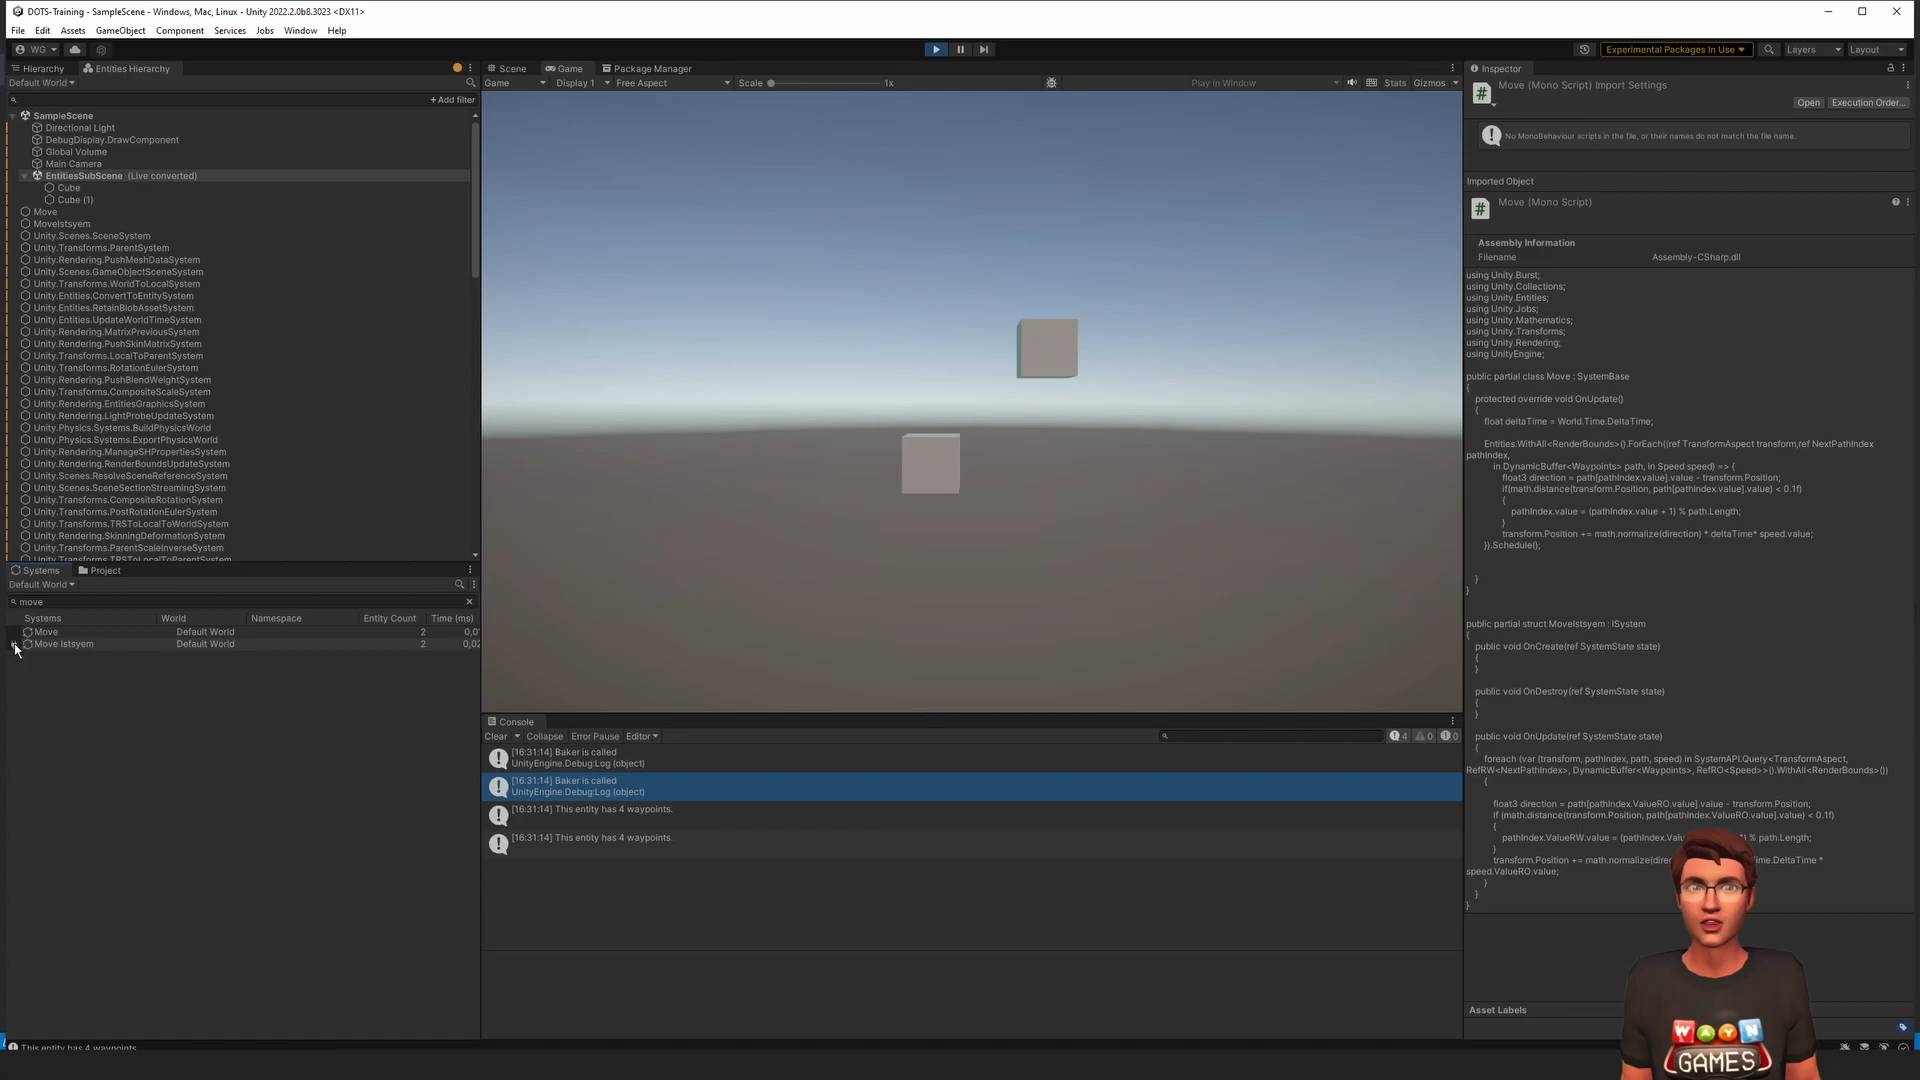 DOTS-Training - SampleScene - Windows, Mac, Linux - Unity 2022.2.0b8.3023 <DX11>
File Edit Assets GameObject Component Services Jobs Window Help
WG
Experimental Packages In Use Layers Layout
Hierarchy Entities Hierarchy
Default World
+ Add filter
SampleScene
Directional Light
DebugDisplay.DrawComponent
Global Volume
Main Camera
EntitiesSubScene (Live converted)
Cube
Cube (1)
Move
MoveIstsyem
Unity.Scenes.SceneSystem
Unity.Transforms.ParentSystem
Unity.Rendering.PushMeshDataSystem
Unity.Scenes.GameObjectSceneSystem
Unity.Transforms.WorldToLocalSystem
Unity.Entities.ConvertToEntitySystem
Unity.Entities.RetainBlobAssetSystem
Unity.Entities.UpdateWorldTimeSystem
Unity.Rendering.MatrixPreviousSystem
Unity.Rendering.PushSkinMatrixSystem
Unity.Transforms.LocalToParentSystem
Unity.Transforms.RotationEulerSystem
Unity.Rendering.PushBlendWeightSystem
Unity.Transforms.CompositeScaleSystem
Unity.Rendering.EntitiesGraphicsSystem
Unity.Rendering.LightProbeUpdateSystem
Unity.Physics.Systems.BuildPhysicsWorld
Unity.Physics.Systems.ExportPhysicsWorld
Unity.Rendering.ManageSHPropertiesSystem
Unity.Rendering.RenderBoundsUpdateSystem
Unity.Scenes.ResolveSceneReferenceSystem
Unity.Scenes.SceneSectionStreamingSystem
Unity.Transforms.CompositeRotationSystem
Unity.Transforms.PostRotationEulerSystem
Unity.Transforms.TRSToLocalToWorldSystem
Unity.Rendering.SkinningDeformationSystem
Unity.Transforms.ParentScaleInverseSystem
Unity.Transforms.TRSToLocalToParentSystem
Systems Project
Default World
move
Systems World Namespace Entity Count Time (ms)
Move Default World 2 0,01
Move Istsyem Default World 2 0,02
This entity has 4 waypoints.
Scene Game Package Manager
Game Display 1 Free Aspect Scale 1x Play in Window Stats Gizmos
Console
Clear Collapse Error Pause Editor 4 0 0
[16:31:14] Baker is called
UnityEngine.Debug:Log (object)
[16:31:14] Baker is called
UnityEngine.Debug:Log (object)
[16:31:14] This entity has 4 waypoints.
[16:31:14] This entity has 4 waypoints.
Inspector
Move (Mono Script) Import Settings
Open Execution Order...
No MonoBehaviour scripts in the file, or their names do not match the file name.
Imported Object
Move (Mono Script)
Assembly Information
Filename Assembly-CSharp.dll
using Unity.Burst;
using Unity.Collections;
using Unity.Entities;
using Unity.Jobs;
using Unity.Mathematics;
using Unity.Transforms;
using Unity.Rendering;
using UnityEngine;
public partial class Move : SystemBase
{
protected override void OnUpdate()
{
float deltaTime = World.Time.DeltaTime;
Entities.WithAll<RenderBounds>().ForEach((ref TransformAspect transform,ref NextPathIndex
pathIndex,
in DynamicBuffer<Waypoints> path, in Speed speed) => {
float3 direction = path[pathIndex.value].value - transform.Position;
if(math.distance(transform.Position, path[pathIndex.value].value) < 0.1f)
{
pathIndex.value = (pathIndex.value + 1) % path.Length;
}
transform.Position += math.normalize(direction) * deltaTime* speed.value;
}).Schedule();
}
}
public partial struct MoveIstsyem : ISystem
{
public void OnCreate(ref SystemState state)
{
}
public void OnDestroy(ref SystemState state)
{
}
public void OnUpdate(ref SystemState state)
{
foreach (var (transform, pathIndex, path, speed) in SystemAPI.Query<TransformAspect,
RefRW<NextPathIndex>, DynamicBuffer<Waypoints>, RefRO<Speed>>().WithAll<RenderBounds>())
{
float3 direction = path[pathIndex.ValueRO.value].value - transform.Position;
if (math.distance(transform.Position, path[pathIndex.ValueRO.value].value) < 0.1f)
{
pathIndex.ValueRW.value = (pathIndex.Valu % path.Length;
}
transform.Position += math.normalize(direc ime.DeltaTime *
speed.ValueRO.value;
}
}
}
Asset Labels
WAYN
GAMES